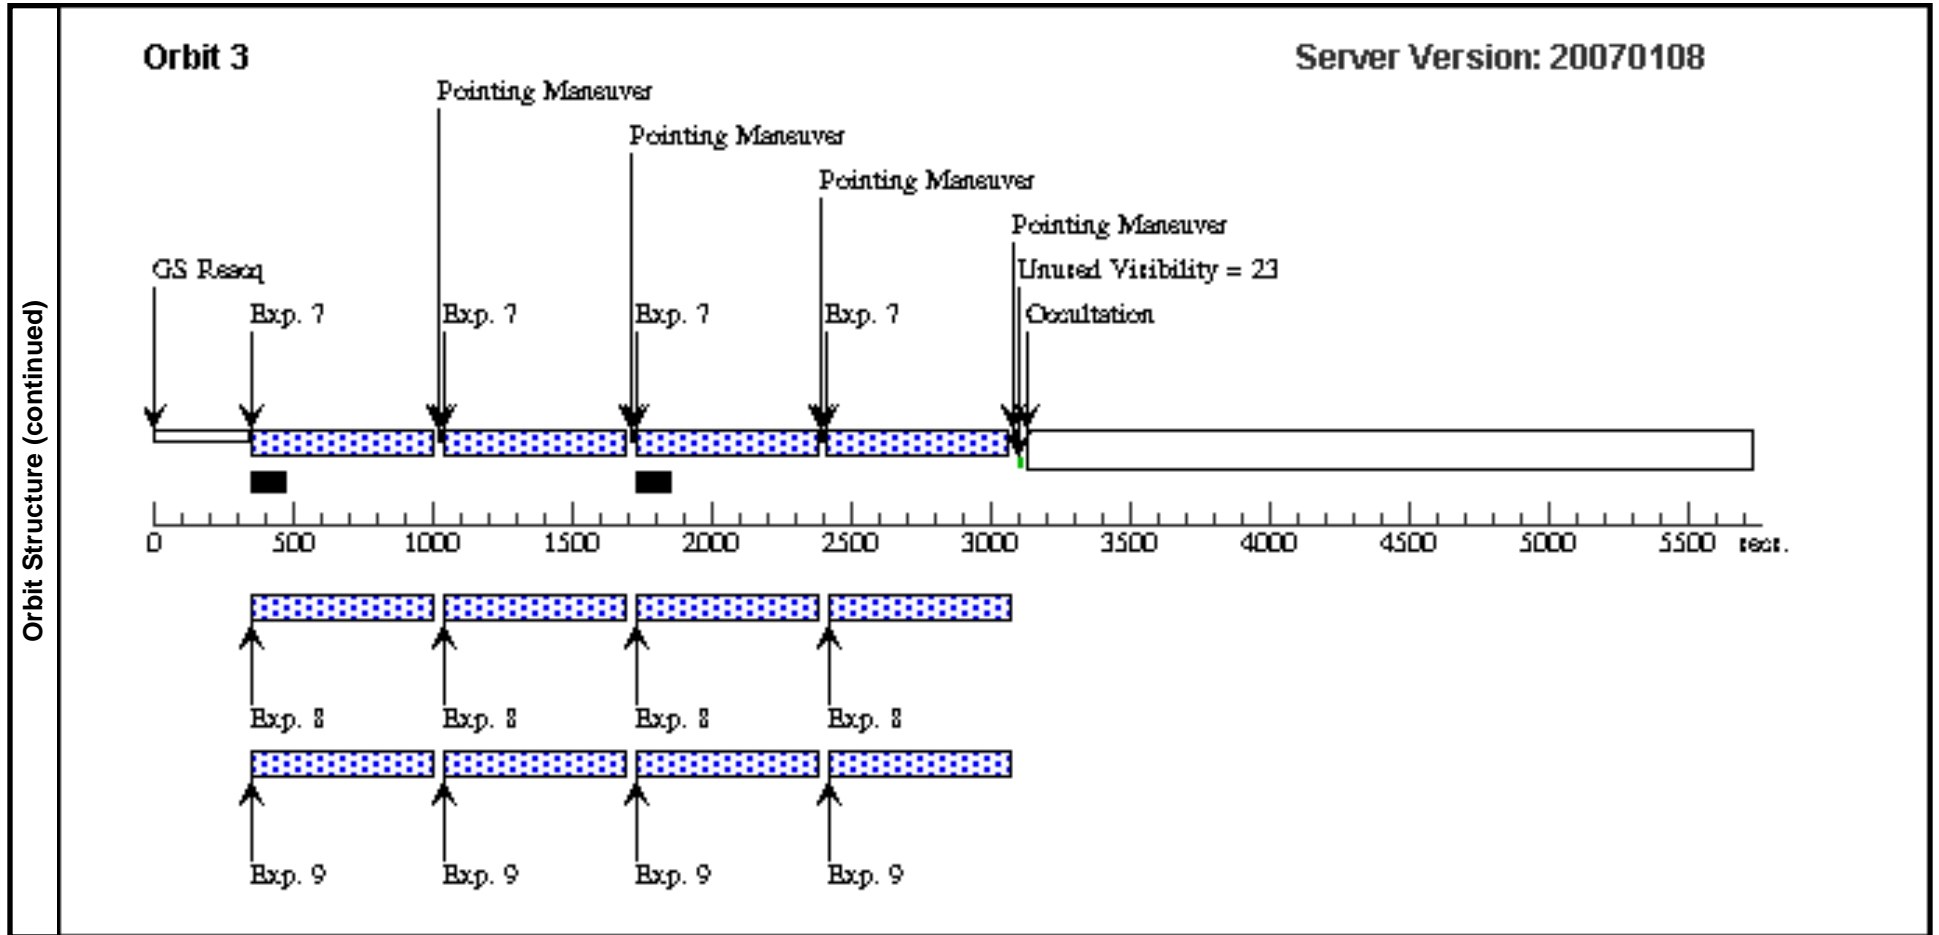 Orbit Structure (continued)
Orbit 3
Server Version: 20070108
Pointing Maneuver
Pointing Maneuver
Pointing Maneuver
Pointing Maneuver
GS Reacq
Unused Visibility = 23
Exp. 7
Exp. 7
Exp. 7
Exp. 7
Occultation
0 500 1000 1500 2000 2500 3000 3500 4000 4500 5000 5500 secs.
Exp. 8
Exp. 8
Exp. 8
Exp. 8
Exp. 9
Exp. 9
Exp. 9
Exp. 9